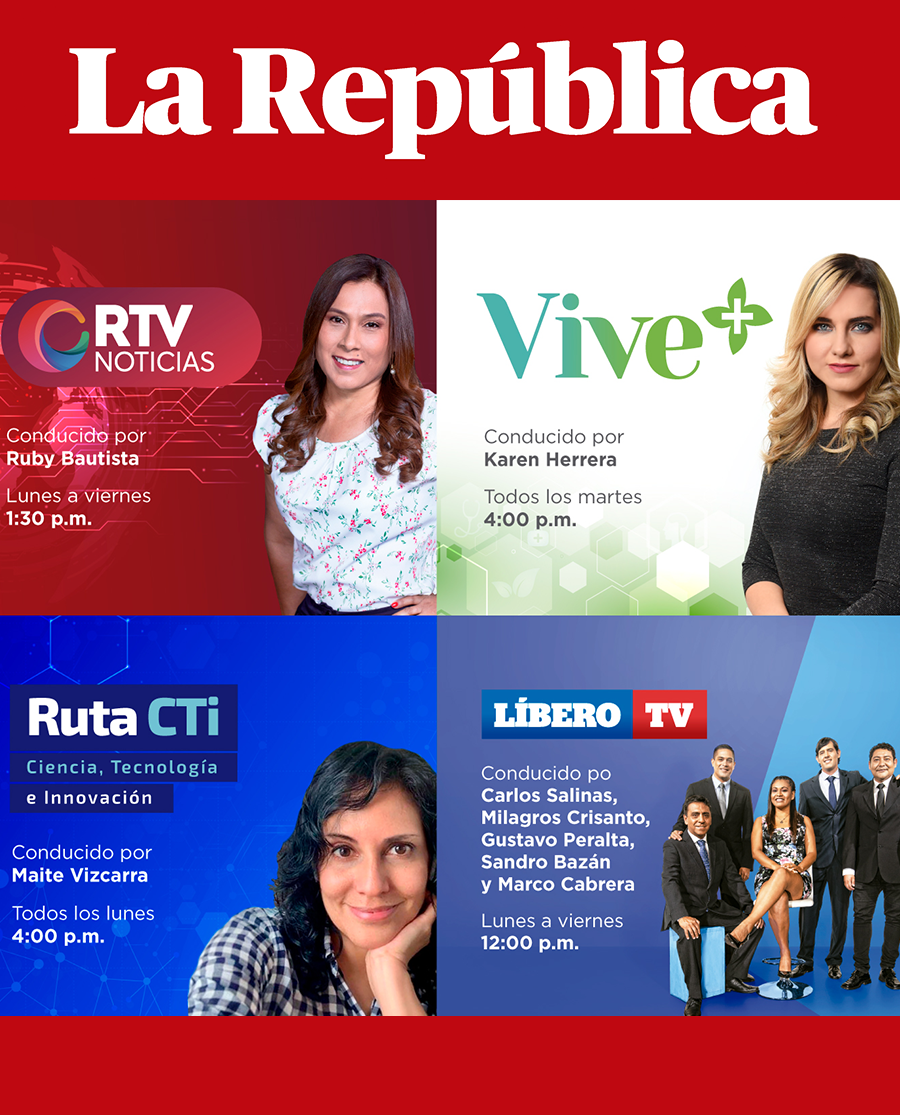 La República
RTV
NOTICIAS
Conducido por
Ruby Bautista
Lunes a viernes
1:30 p.m.
Vive+
Conducido por
Karen Herrera
Todos los martes
4:00 p.m.
Ruta CTi
Ciencia, Tecnología
e Innovación
Conducido por
Maite Vizcarra
Todos los lunes
4:00 p.m.
LÍBERO TV
Conducido po
Carlos Salinas,
Milagros Crisanto,
Gustavo Peralta,
Sandro Bazán
y Marco Cabrera
Lunes a viernes
12:00 p.m.